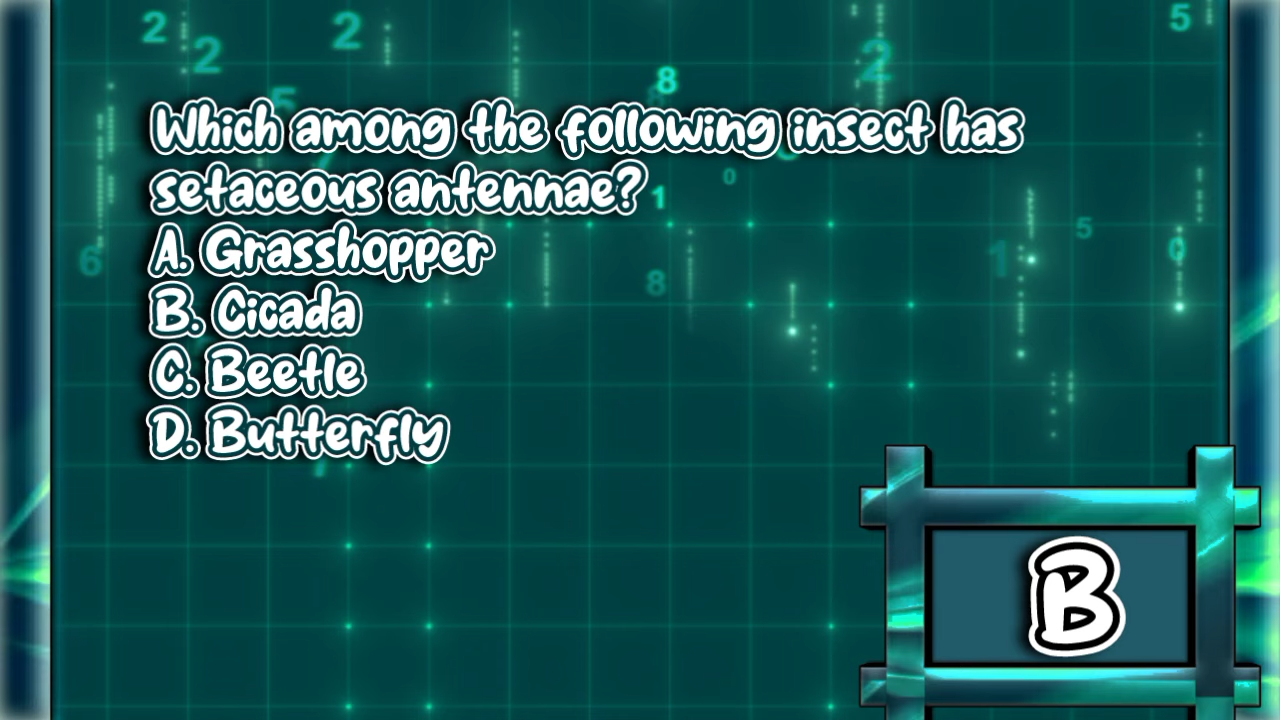 Which among the following insect has
setaceous antennae?
A. Grasshopper
B. Cicada
C. Beetle
D. Butterfly
B